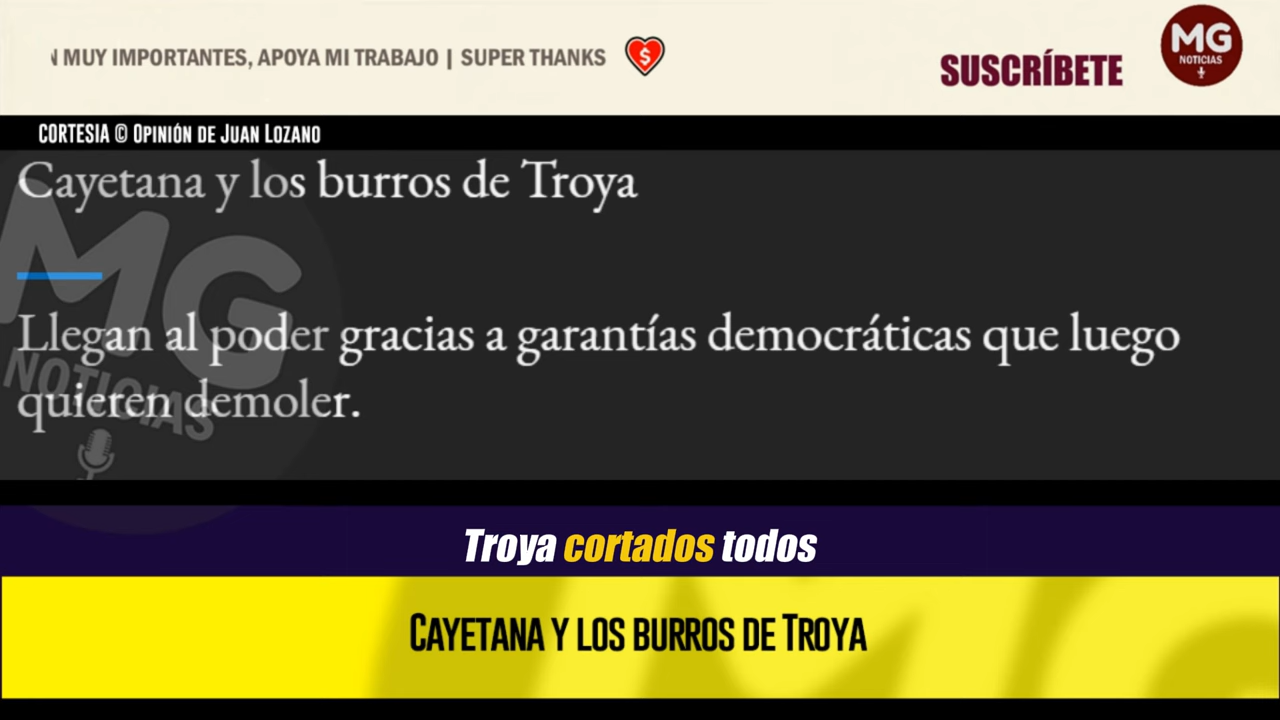 N MUY IMPORTANTES, APOYA MI TRABAJO | SUPER THANKS
$
SUSCRÍBETE
MG
NOTICIAS
CORTESIA © OPINIÓN DE JUAN LOZANO
Cayetana y los burros de Troya
Llegan al poder gracias a garantías democráticas que luego
quieren demoler.
MG
NOTICIAS
Troya cortados todos
CAYETANA Y LOS BURROS DE TROYA